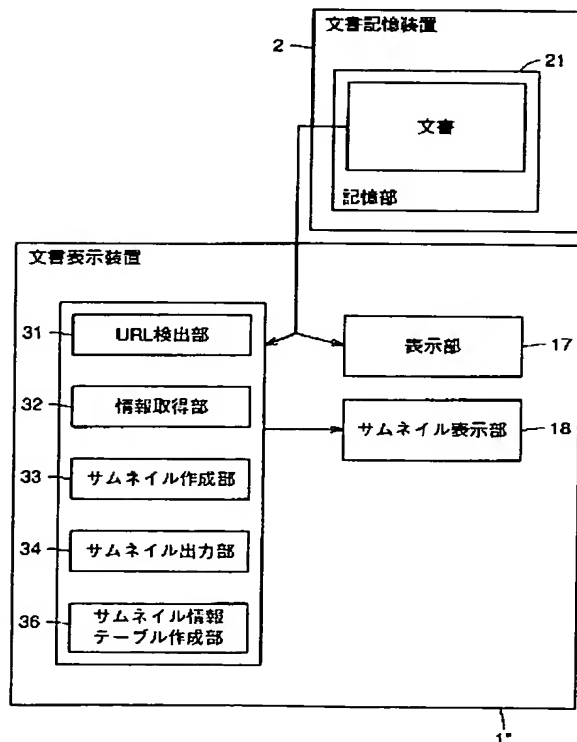 文書記憶装置
2
21
文書
記憶部
文書表示装置
31
URL検出部
表示部
17
32
情報取得部
サムネイル表示部
18
33
サムネイル作成部
34
サムネイル出力部
36
サムネイル情報
テーブル作成部
1"